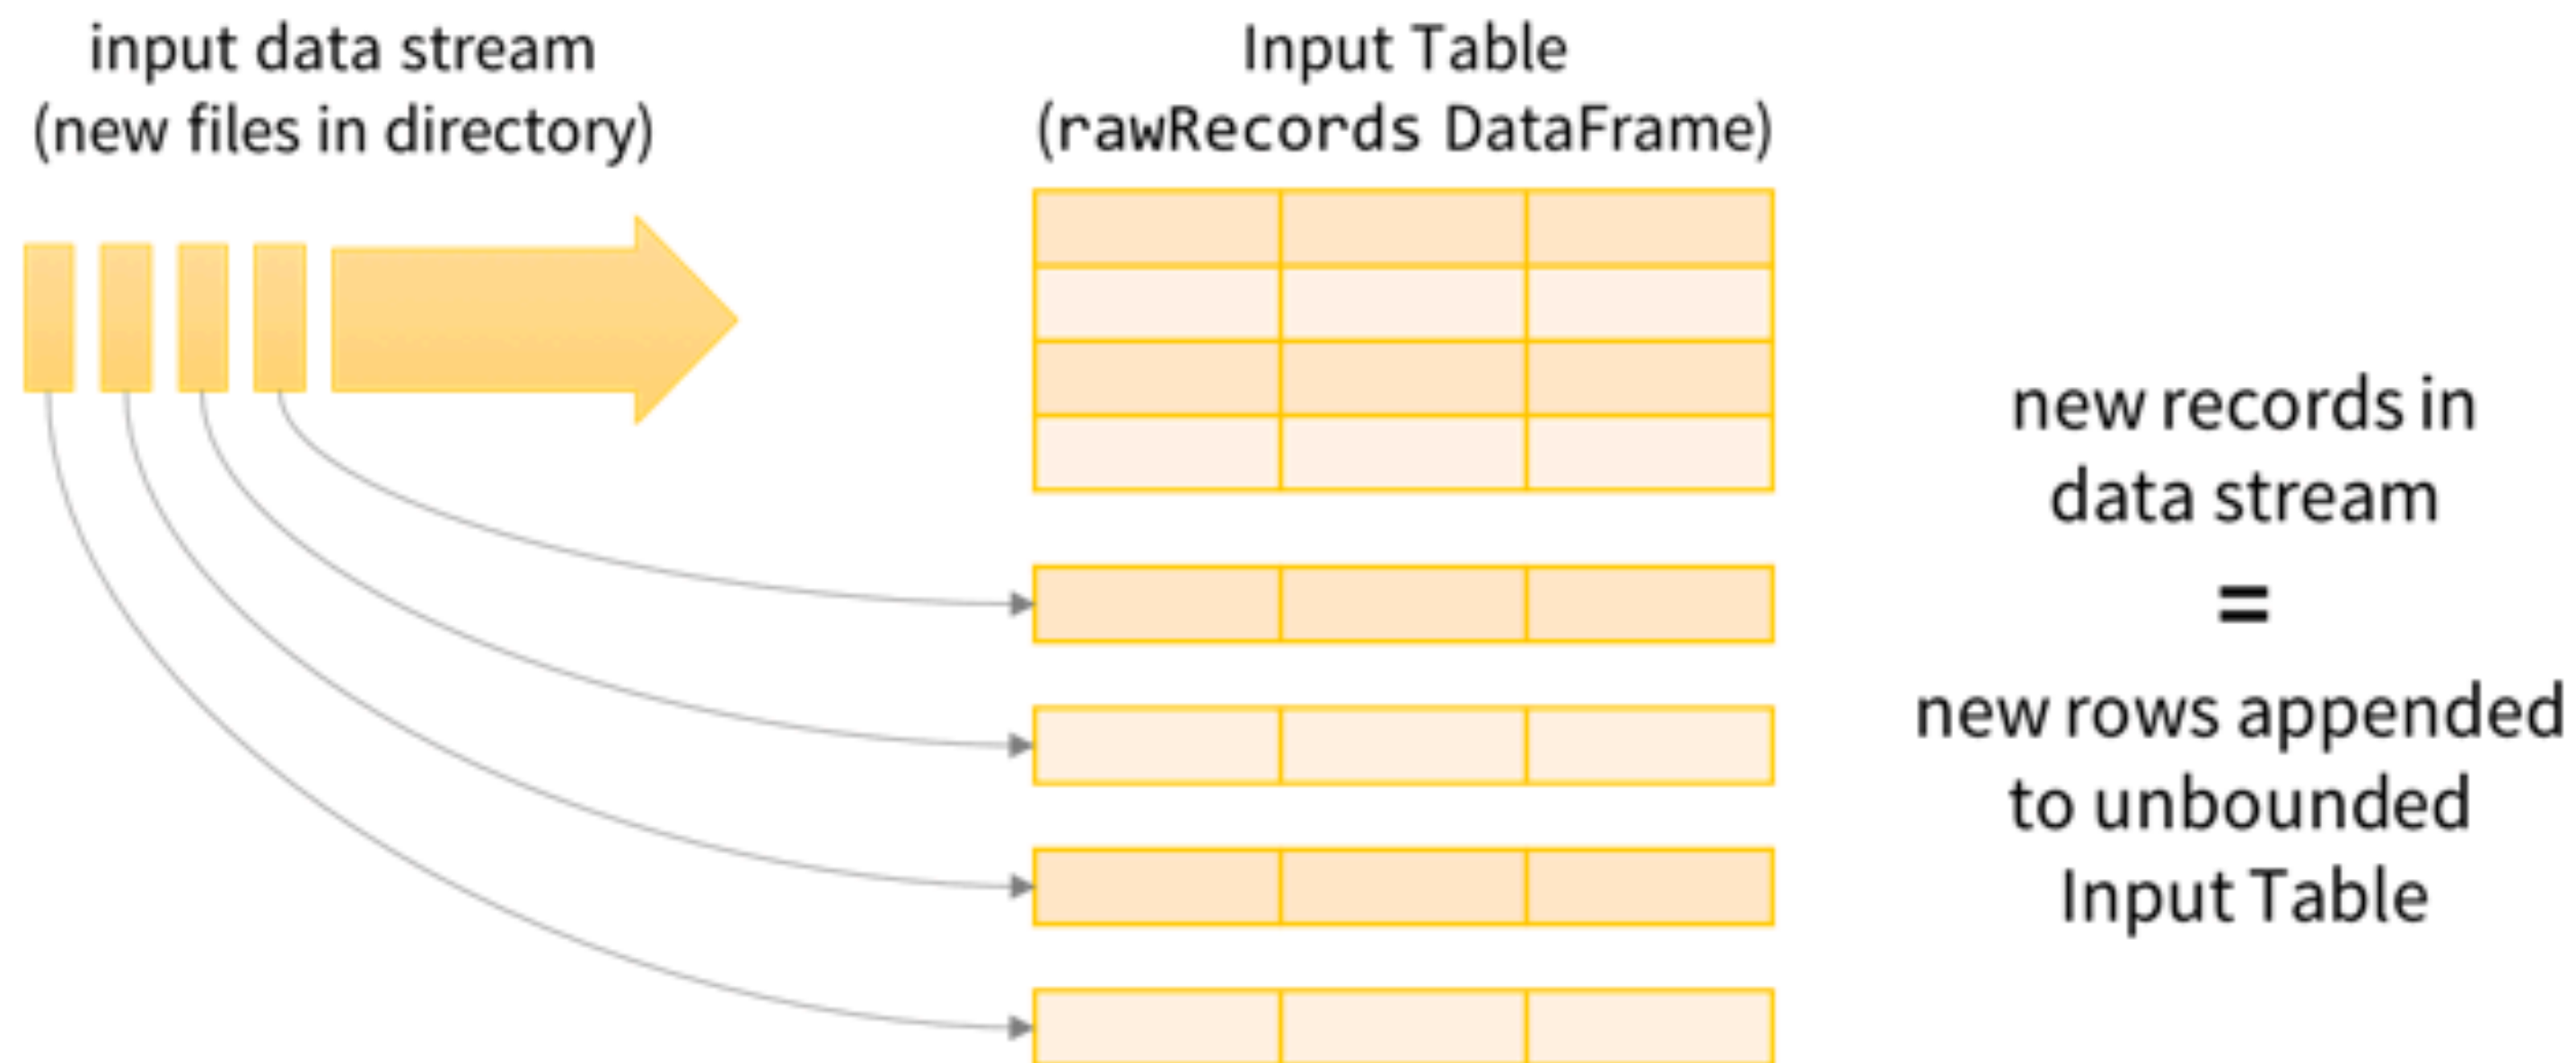 input data stream
(new files in directory)
Input Table
(rawRecords DataFrame)
new records in
data stream
=
new rows appended
to unbounded
Input Table